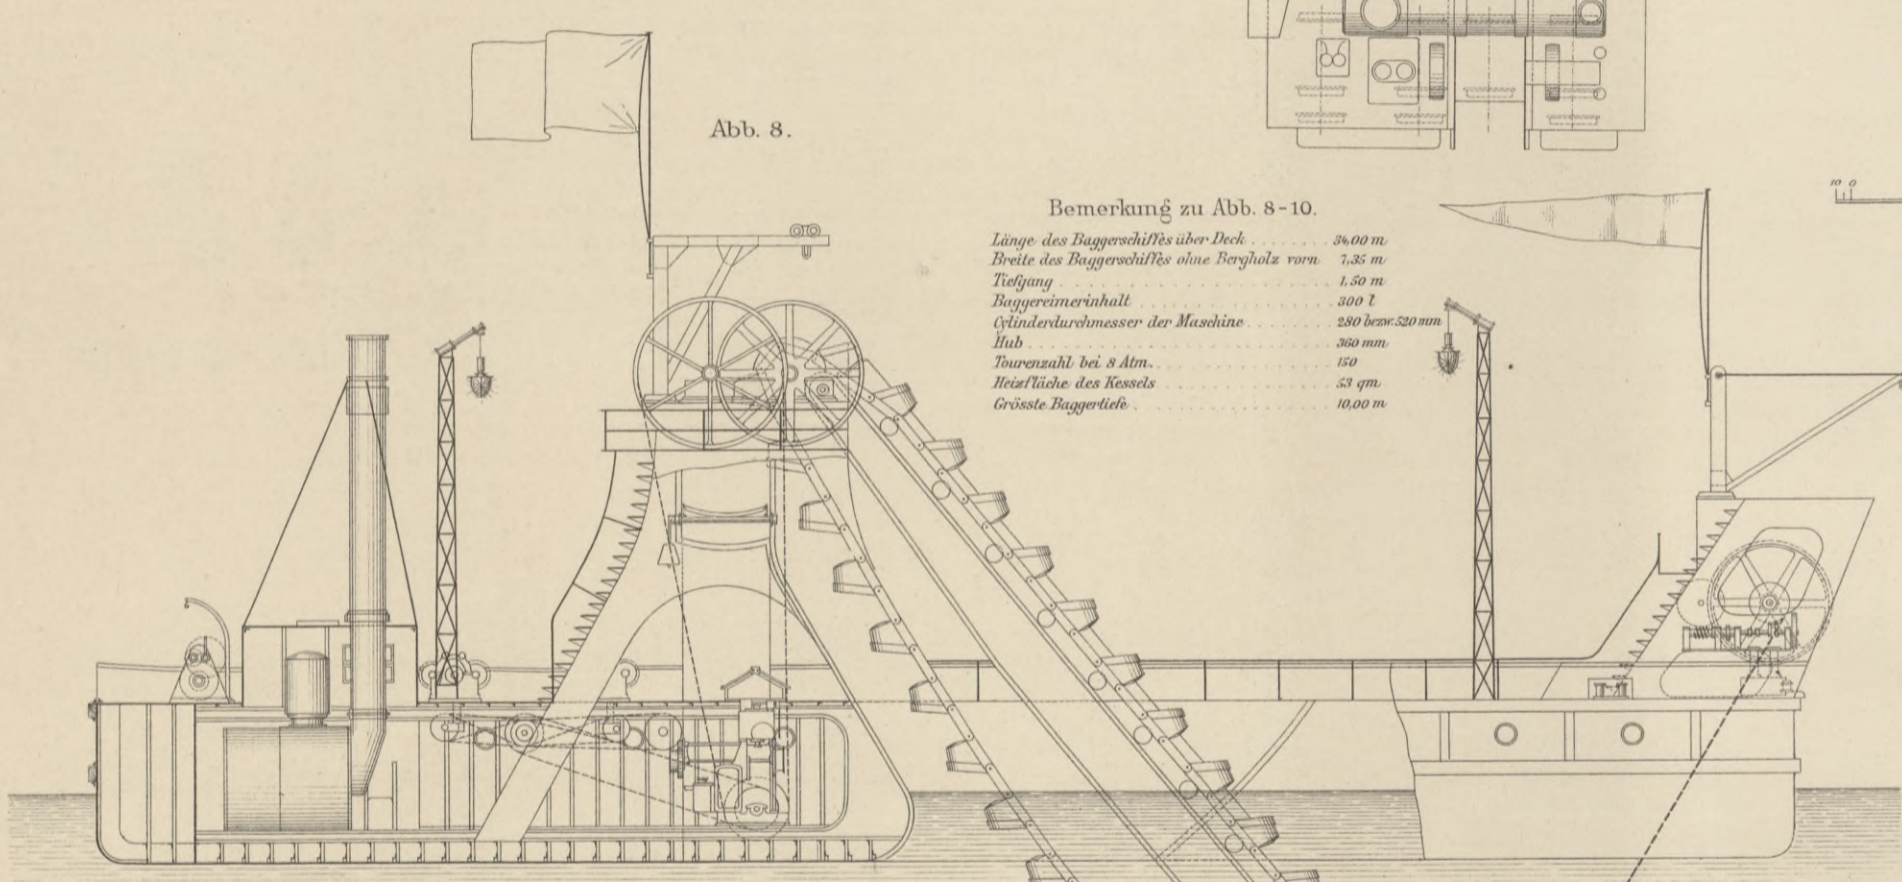 Abb. 8.
10 0
Bemerkung zu Abb. 8-10.
Länge des Baggerschiffes über Deck . . . . . . . . 34,00 m
Breite des Baggerschiffes ohne Bergholz vorn 7,35 m
Tiefgang . . . . . . . . . . . . . . . . . . 1,50 m
Baggereimerinhalt . . . . . . . . . . . . . 300 l
Cylinderdurchmesser der Maschine . . . . . . . 280 bezw. 520 mm
Hub . . . . . . . . . . . . . . . . . . . . 360 mm
Tourenzahl bei 8 Atm. . . . . . . . . . . . . 150
Heizfläche des Kessels . . . . . . . . . . . 53 qm
Grösste Baggertiefe . . . . . . . . . . . . . 10,00 m